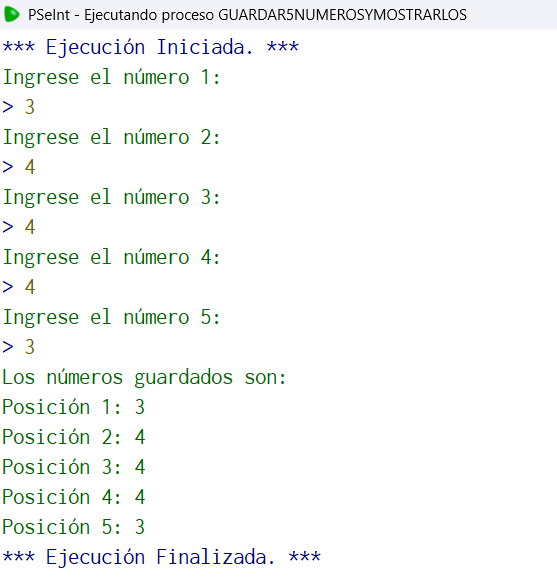 PSeInt - Ejecutando proceso GUARDAR5NUMEROSYMOSTRARLOS
*** Ejecución Iniciada. ***
Ingrese el número 1:
> 3
Ingrese el número 2:
> 4
Ingrese el número 3:
> 4
Ingrese el número 4:
> 4
Ingrese el número 5:
> 3
Los números guardados son:
Posición 1: 3
Posición 2: 4
Posición 3: 4
Posición 4: 4
Posición 5: 3
*** Ejecución Finalizada. ***